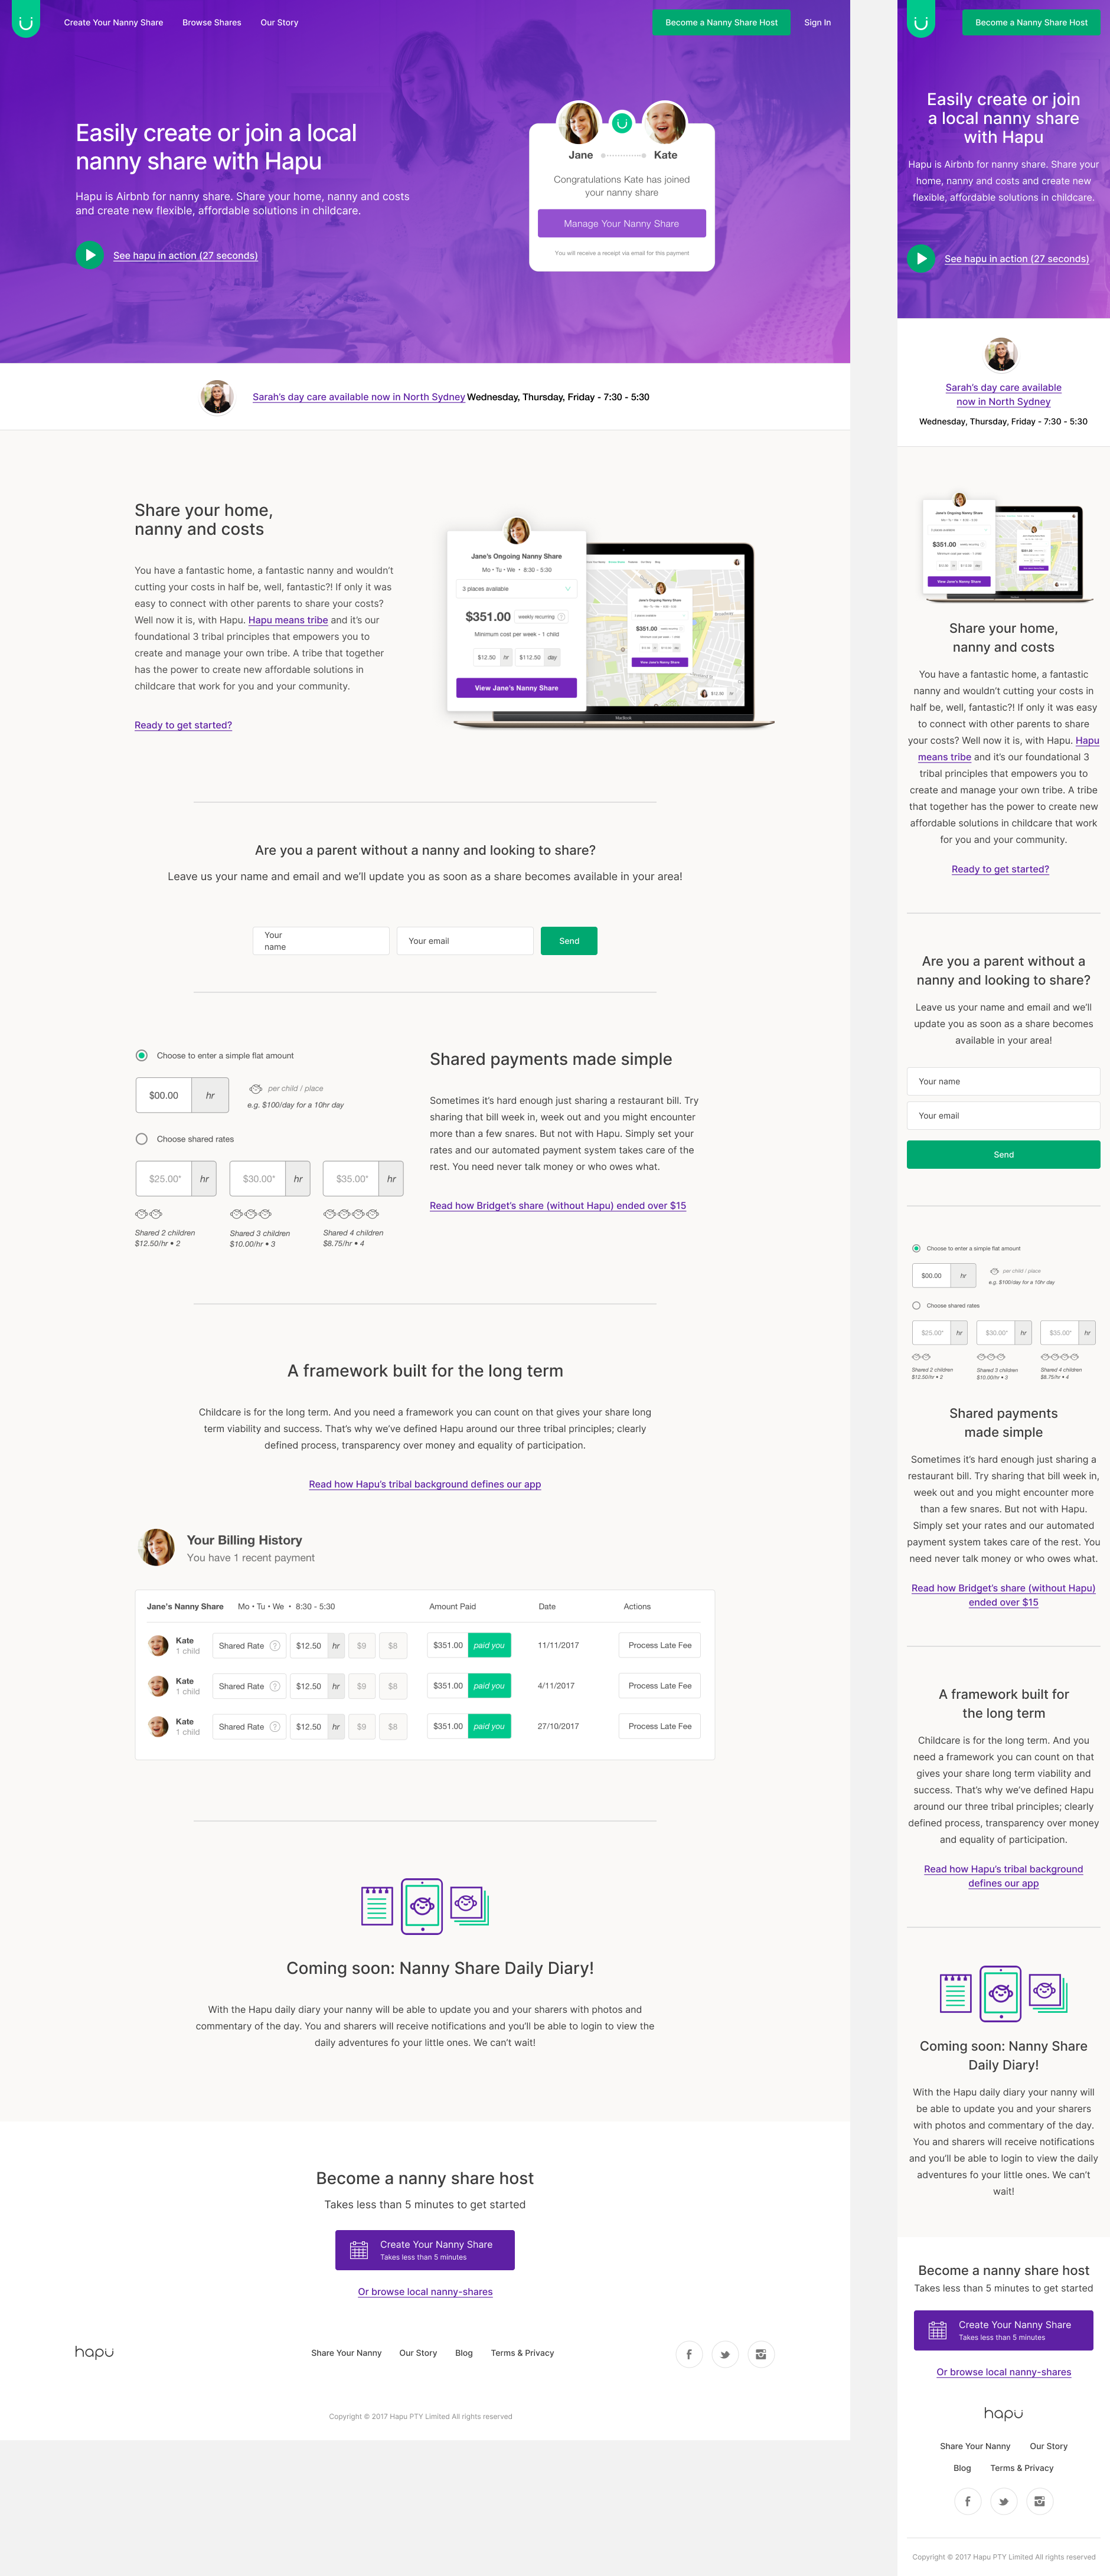 Create Your Nanny Share Browse Shares Our Story Become a Nanny Share Host Sign In
Easily create or join a local
nanny share with Hapu
Hapu is Airbnb for nanny share. Share your home, nanny and costs
and create new flexible, affordable solutions in childcare.
See hapu in action (27 seconds)
Jane Kate
Congratulations Kate has joined
your nanny share
Manage Your Nanny Share
You will receive a receipt via email for this payment
Sarah's day care available now in North Sydney Wednesday, Thursday, Friday - 7:30 - 5:30
Share your home,
nanny and costs
You have a fantastic home, a fantastic nanny and wouldn't
cutting your costs in half be, well, fantastic?! If only it was
easy to connect with other parents to share your costs?
Well now it is, with Hapu. Hapu means tribe and it's our
foundational 3 tribal principles that empowers you to
create and manage your own tribe. A tribe that together
has the power to create new affordable solutions in
childcare that work for you and your community.
Ready to get started?
Jane's Ongoing Nanny Share
Mo • Tu • We • 8:30 - 5:30
3 places available
$351.00 weekly recurring ?
Minimum cost per week - 1 child
$12.50 hr $112.50 day
View Jane's Nanny Share
$351.00
View Jane's Nanny Share
$12.50
MacBook
Are you a parent without a nanny and looking to share?
Leave us your name and email and we'll update you as soon as a share becomes available in your area!
Your
name
Your email
Send
Choose to enter a simple flat amount
$00.00 hr
per child / place
e.g. $100/day for a 10hr day
Choose shared rates
$25.00* hr $30.00* hr $35.00* hr
Shared 2 children Shared 3 children Shared 4 children
$12.50/hr • 2 $10.00/hr • 3 $8.75/hr • 4
Shared payments made simple
Sometimes it's hard enough just sharing a restaurant bill. Try
sharing that bill week in, week out and you might encounter
more than a few snares. But not with Hapu. Simply set your
rates and our automated payment system takes care of the
rest. You need never talk money or who owes what.
Read how Bridget's share (without Hapu) ended over $15
A framework built for the long term
Childcare is for the long term. And you need a framework you can count on that gives your share long
term viability and success. That's why we've defined Hapu around our three tribal principles; clearly
defined process, transparency over money and equality of participation.
Read how Hapu's tribal background defines our app
Your Billing History
You have 1 recent payment
Jane's Nanny Share Mo • Tu • We • 8:30 - 5:30 Amount Paid Date Actions
Kate
1 child
Shared Rate ? $12.50 hr $9 $8 $351.00 paid you 11/11/2017 Process Late Fee
Kate
1 child
Shared Rate ? $12.50 hr $9 $8 $351.00 paid you 4/11/2017 Process Late Fee
Kate
1 child
Shared Rate ? $12.50 hr $9 $8 $351.00 paid you 27/10/2017 Process Late Fee
Coming soon: Nanny Share Daily Diary!
With the Hapu daily diary your nanny will be able to update you and your sharers with photos and
commentary of the day. You and sharers will receive notifications and you'll be able to login to view the
daily adventures fo your little ones. We can't wait!
Become a nanny share host
Takes less than 5 minutes to get started
Create Your Nanny Share
Takes less than 5 minutes
Or browse local nanny-shares
hapu
Share Your Nanny Our Story Blog Terms & Privacy
Copyright © 2017 Hapu PTY Limited All rights reserved
Become a Nanny Share Host
Easily create or join
a local nanny share
with Hapu
Hapu is Airbnb for nanny share. Share your
home, nanny and costs and create new
flexible, affordable solutions in childcare.
See hapu in action (27 seconds)
Sarah's day care available
now in North Sydney
Wednesday, Thursday, Friday - 7:30 - 5:30
Jane's Ongoing Nanny Share
Mo • Tu • We • 8:30 - 5:30
3 places available
$351.00 weekly recurring
Minimum cost per week - 1 child
$12.50 hr $112.50 day
View Jane's Nanny Share
Share your home,
nanny and costs
You have a fantastic home, a fantastic
nanny and wouldn't cutting your costs in
half be, well, fantastic?! If only it was easy
to connect with other parents to share
your costs? Well now it is, with Hapu. Hapu
means tribe and it's our foundational 3
tribal principles that empowers you to
create and manage your own tribe. A tribe
that together has the power to create new
affordable solutions in childcare that work
for you and your community.
Ready to get started?
Are you a parent without a
nanny and looking to share?
Leave us your name and email and we'll
update you as soon as a share becomes
available in your area!
Your name
Your email
Send
Choose to enter a simple flat amount
$00.00 hr
per child / place
e.g. $100/day for a 10hr day
Choose shared rates
$25.00* hr $30.00* hr $35.00* hr
Shared 2 children Shared 3 children Shared 4 children
$12.50/hr • 2 $10.00/hr • 3 $8.75/hr • 4
Shared payments
made simple
Sometimes it's hard enough just sharing a
restaurant bill. Try sharing that bill week in,
week out and you might encounter more
than a few snares. But not with Hapu.
Simply set your rates and our automated
payment system takes care of the rest. You
need never talk money or who owes what.
Read how Bridget's share (without Hapu)
ended over $15
A framework built for
the long term
Childcare is for the long term. And you
need a framework you can count on that
gives your share long term viability and
success. That's why we've defined Hapu
around our three tribal principles; clearly
defined process, transparency over money
and equality of participation.
Read how Hapu's tribal background
defines our app
Coming soon: Nanny Share
Daily Diary!
With the Hapu daily diary your nanny will
be able to update you and your sharers
with photos and commentary of the day.
You and sharers will receive notifications
and you'll be able to login to view the daily
adventures fo your little ones. We can't
wait!
Become a nanny share host
Takes less than 5 minutes to get started
Create Your Nanny Share
Takes less than 5 minutes
Or browse local nanny-shares
hapu
Share Your Nanny Our Story
Blog Terms & Privacy
Copyright © 2017 Hapu PTY Limited All rights reserved